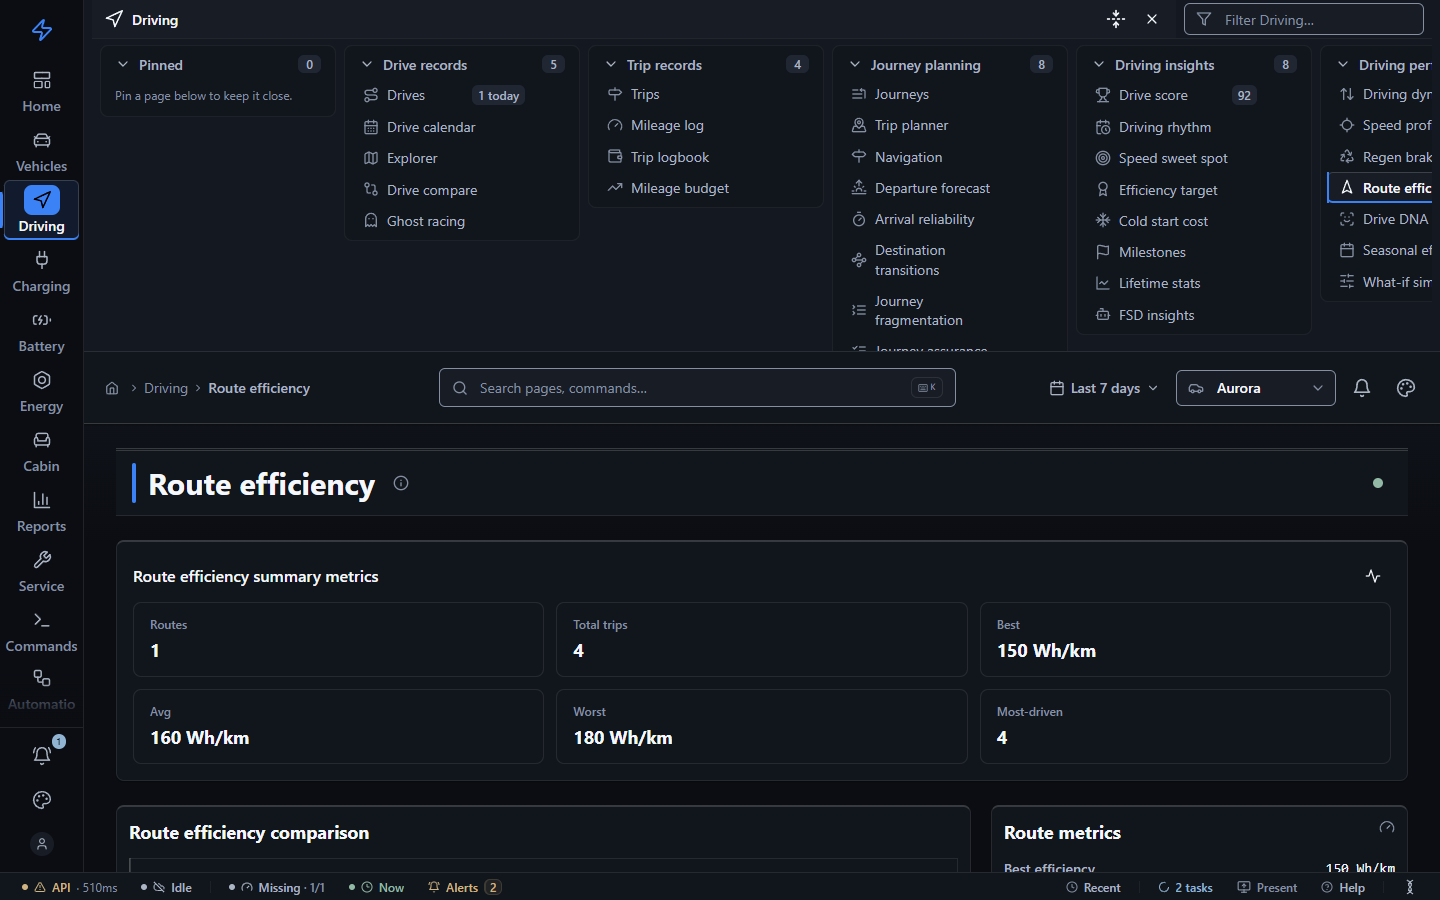 Driving
Filter Driving...
Home
Vehicles
Driving
Charging
Battery
Energy
Cabin
Reports
Service
Commands
Automatio
1
Pinned 0
Pin a page below to keep it close.
Drive records 5
Drives 1 today
Drive calendar
Explorer
Drive compare
Ghost racing
Trip records 4
Trips
Mileage log
Trip logbook
Mileage budget
Journey planning 8
Journeys
Trip planner
Navigation
Departure forecast
Arrival reliability
Destination
transitions
Journey
fragmentation
Journey assurance
Driving insights 8
Drive score 92
Driving rhythm
Speed sweet spot
Efficiency target
Cold start cost
Milestones
Lifetime stats
FSD insights
Driving per
Driving dyn
Speed prof
Regen brak
Route effic
Drive DNA
Seasonal ef
What-if sim
Driving Route efficiency
Search pages, commands... K
Last 7 days
Aurora
Route efficiency
Route efficiency summary metrics
Routes
1
Total trips
4
Best
150 Wh/km
Avg
160 Wh/km
Worst
180 Wh/km
Most-driven
4
Route efficiency comparison
Route metrics
Best efficiency 150 Wh/km
API · 510ms Idle Missing · 1/1 Now Alerts 2 Recent 2 tasks Present Help